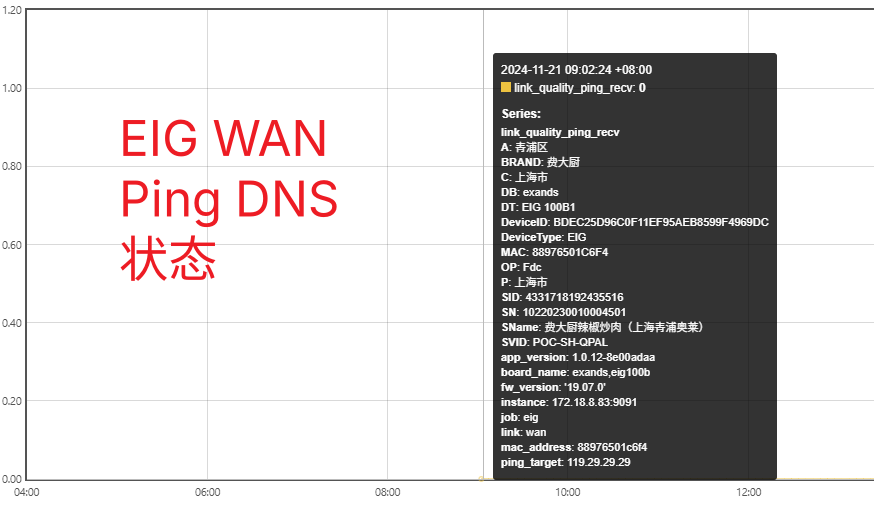 1.20
1.00
0.80
0.60
0.40
0.20
0.00
04:00
06:00
08:00
10:00
12:00
EIG WAN
Ping DNS
状态
2024-11-21 09:02:24 +08:00
link_quality_ping_recv: 0
Series:
link_quality_ping_recv
A: 青浦区
BRAND: 费大厨
C: 上海市
DB: exands
DT: EIG 100B1
DeviceID: BDEC25D96C0F11EF95AEB8599F4969DC
DeviceType: EIG
MAC: 88976501C6F4
OP: Fdc
P: 上海市
SID: 4331718192435516
SN: 10220230010004501
SName: 费大厨辣椒炒肉（上海青浦奥莱）
SVID: POC-SH-QPAL
app_version: 1.0.12-8e00adaa
board_name: exands,eig100b
fw_version: '19.07.0'
instance: 172.18.8.83:9091
job: eig
link: wan
mac_address: 88976501c6f4
ping_target: 119.29.29.29